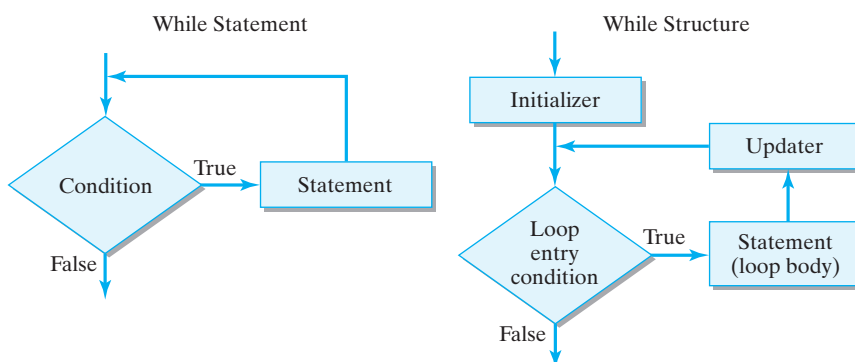 While Statement
Condition
True
Statement
False
While Structure
Initializer
Updater
Loop
entry
condition
True
Statement
(loop body)
False